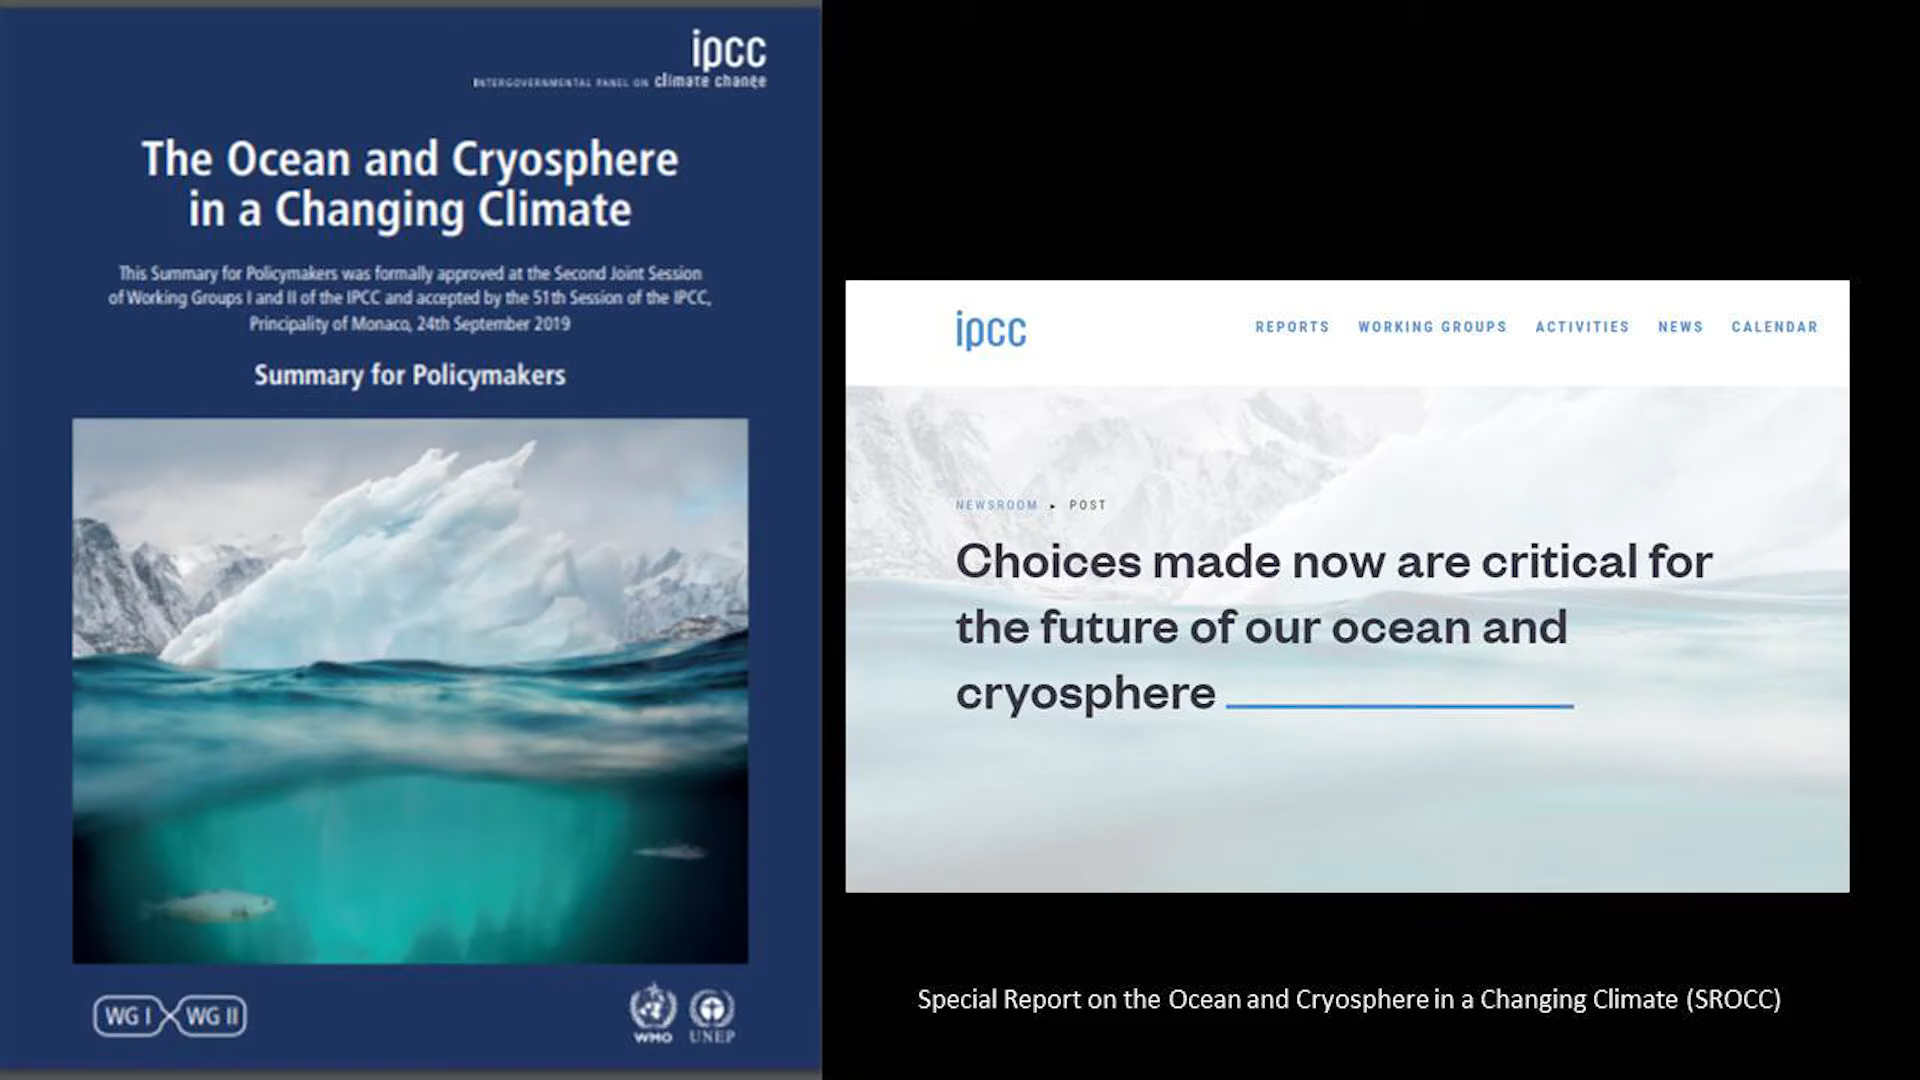 ipcc
INTERGOVERNMENTAL PANEL ON climate change
The Ocean and Cryosphere
in a Changing Climate
This Summary for Policymakers was formally approved at the Second Joint Session
of Working Groups I and II of the IPCC and accepted by the 51th Session of the IPCC,
Principality of Monaco, 24th September 2019
Summary for Policymakers
WG I WG II
WMO UNEP
ipcc
REPORTS WORKING GROUPS ACTIVITIES NEWS CALENDAR
NEWSROOM ▸ POST
Choices made now are critical for
the future of our ocean and
cryosphere
Special Report on the Ocean and Cryosphere in a Changing Climate (SROCC)